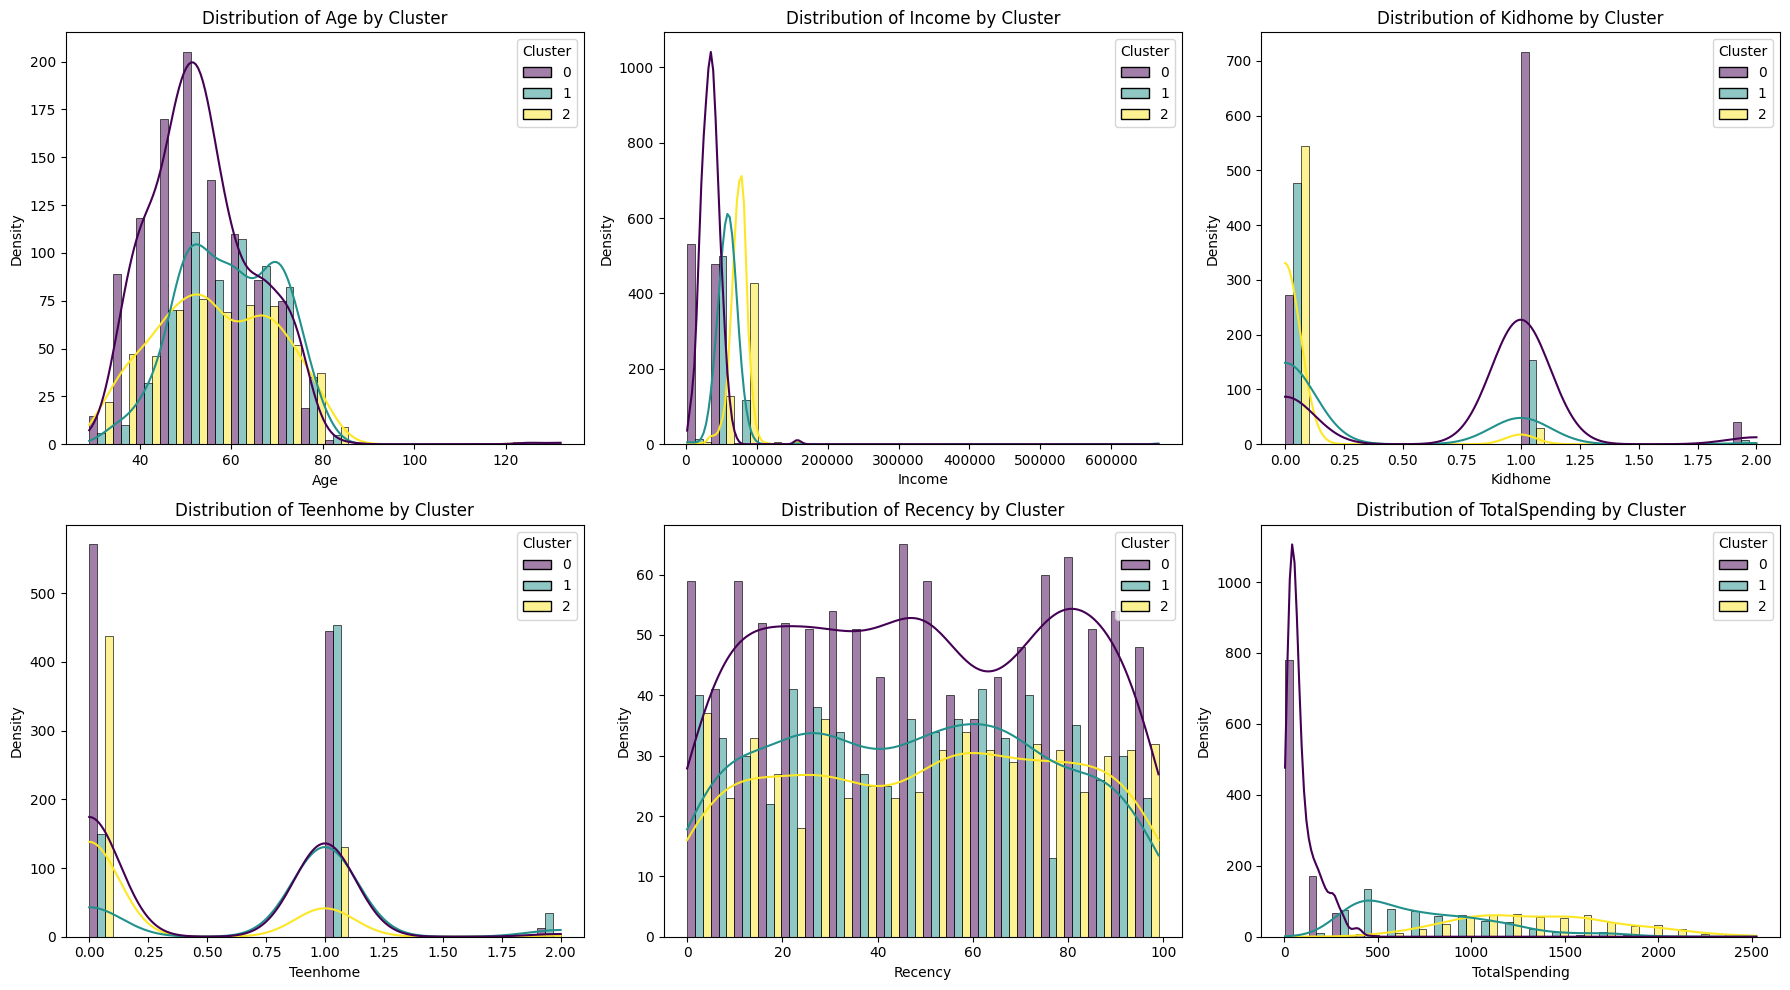 Distribution of Age by Cluster
Density
200
175
150
125
100
75
50
25
0
40 60 80 100 120
Age
Cluster
0
1
2
Distribution of Income by Cluster
Density
1000
800
600
400
200
0
0 100000 200000 300000 400000 500000 600000
Income
Cluster
0
1
2
Distribution of Kidhome by Cluster
Density
700
600
500
400
300
200
100
0
0.00 0.25 0.50 0.75 1.00 1.25 1.50 1.75 2.00
Kidhome
Cluster
0
1
2
Distribution of Teenhome by Cluster
Density
500
400
300
200
100
0
0.00 0.25 0.50 0.75 1.00 1.25 1.50 1.75 2.00
Teenhome
Cluster
0
1
2
Distribution of Recency by Cluster
Density
60
50
40
30
20
10
0
0 20 40 60 80 100
Recency
Cluster
0
1
2
Distribution of TotalSpending by Cluster
Density
1000
800
600
400
200
0
0 500 1000 1500 2000 2500
TotalSpending
Cluster
0
1
2